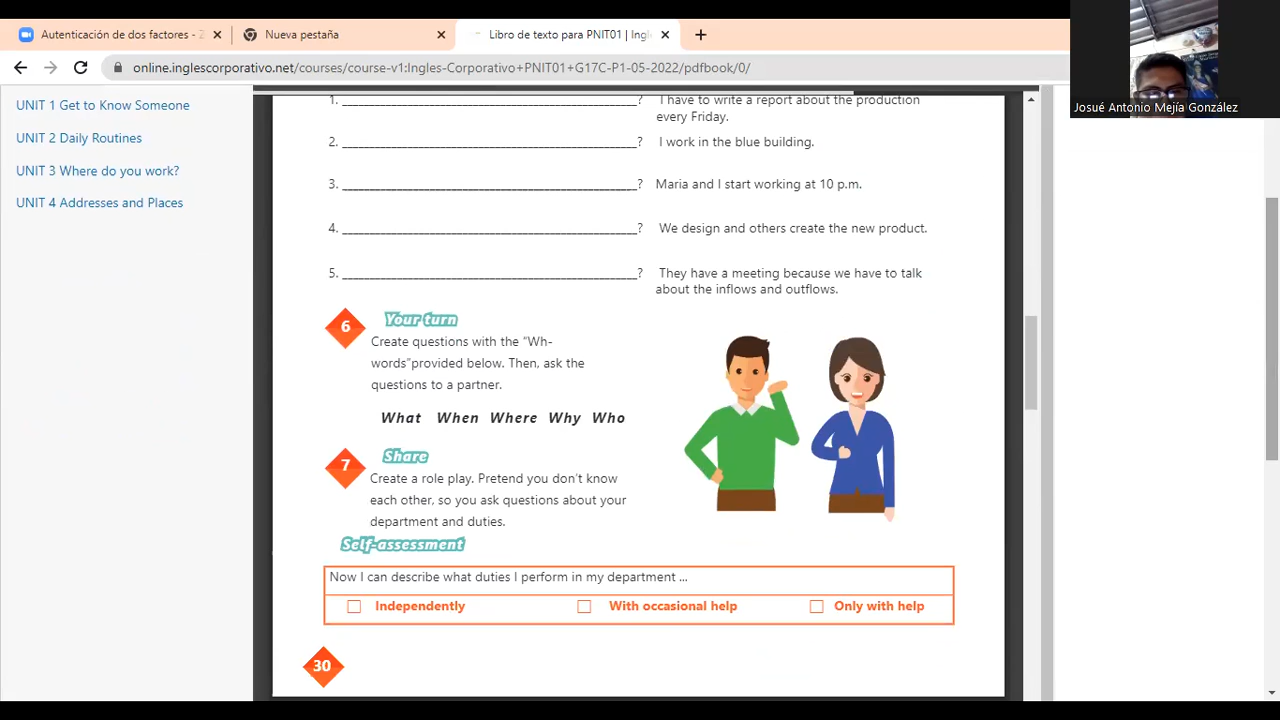 Autenticación de dos factores -
Nueva pestaña
Libro de texto para PNIT01 | Ingl
online.inglescorporativo.net/courses/course-v1:Ingles-Corporativo+PNIT01+G17C-P1-05-2022/pdfbook/0/
Josué Antonio Mejía González
UNIT 1 Get to Know Someone
UNIT 2 Daily Routines
UNIT 3 Where do you work?
UNIT 4 Addresses and Places
1. ________________________________________? I have to write a report about the production
every Friday.
2. ________________________________________? I work in the blue building.
3. ________________________________________? Maria and I start working at 10 p.m.
4. ________________________________________? We design and others create the new product.
5. ________________________________________? They have a meeting because we have to talk
about the inflows and outflows.
6 Your turn
Create questions with the “Wh-
words”provided below. Then, ask the
questions to a partner.
What When Where Why Who
7 Share
Create a role play. Pretend you don’t know
each other, so you ask questions about your
department and duties.
Self-assessment
Now I can describe what duties I perform in my department ...
Independently With occasional help Only with help
30